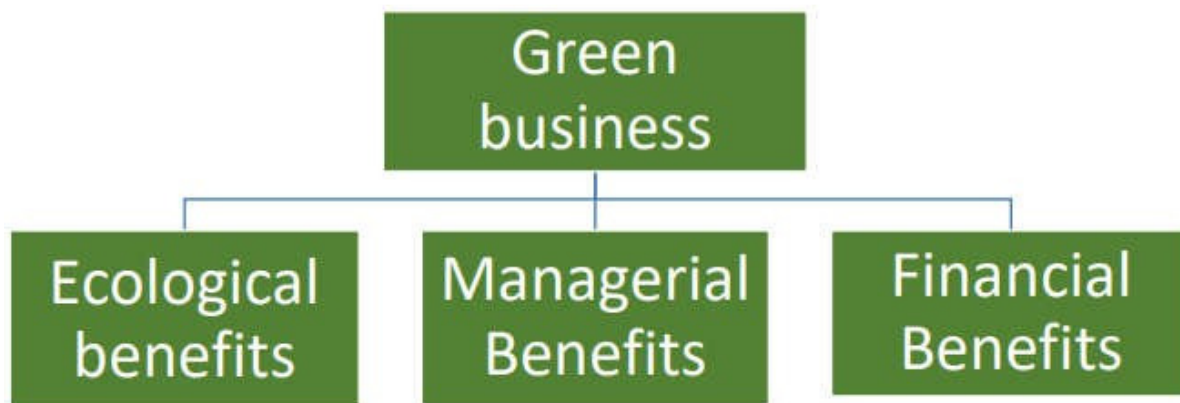 Green
business
Ecological
benefits
Managerial
Benefits
Financial
Benefits